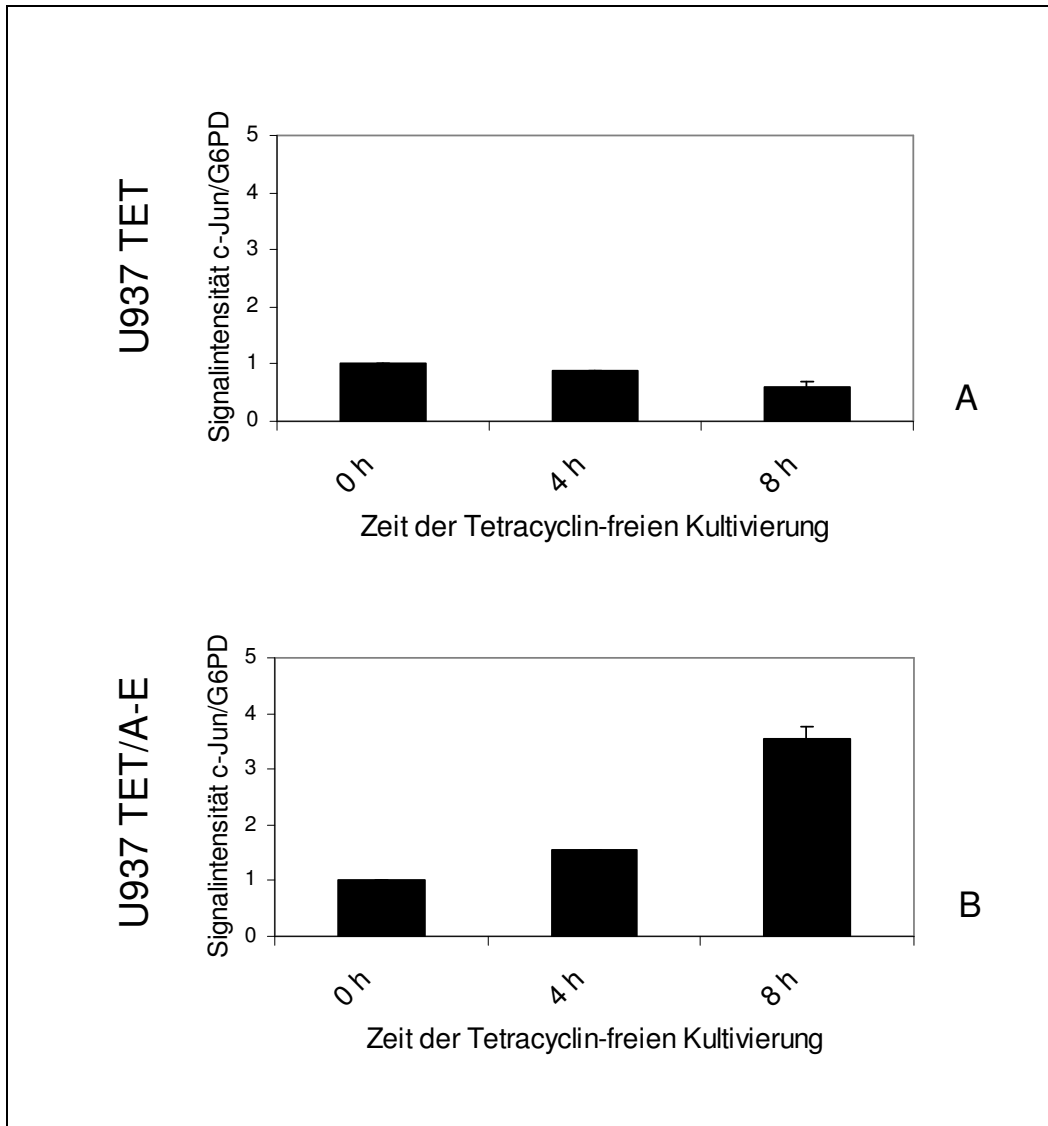 U937 TET
Signalintensität c-Jun/G6PD
5
4
3
2
1
0
0 h
4 h
8 h
Zeit der Tetracyclin-freien Kultivierung
A
U937 TET/A-E
Signalintensität c-Jun/G6PD
5
4
3
2
1
0
0 h
4 h
8 h
Zeit der Tetracyclin-freien Kultivierung
B